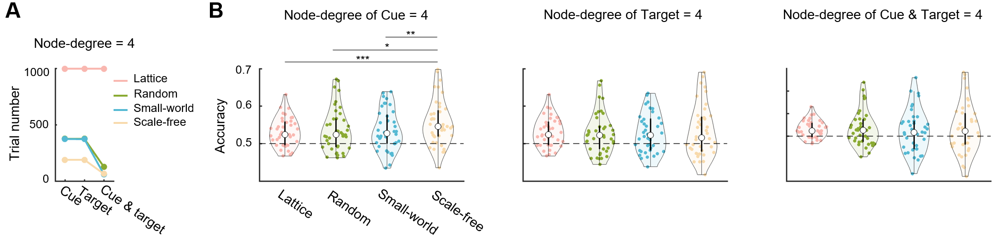 A
Node-degree = 4
1000
500
0
Trial number
Cue
Target
Cue & target
Lattice
Random
Small-world
Scale-free
B
Node-degree of Cue = 4
**
*
***
0.7
0.6
0.5
Accuracy
Lattice
Random
Small-world
Scale-free
Node-degree of Target = 4
Node-degree of Cue & Target = 4